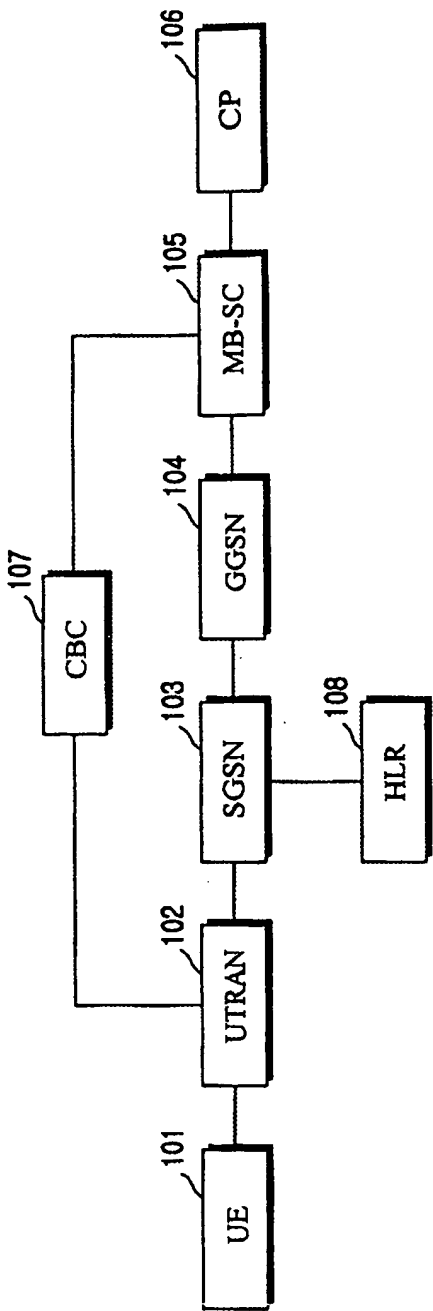 107
CBC
101
UE
102
UTRAN
103
SGSN
104
GGSN
105
MB-SC
106
CP
108
HLR